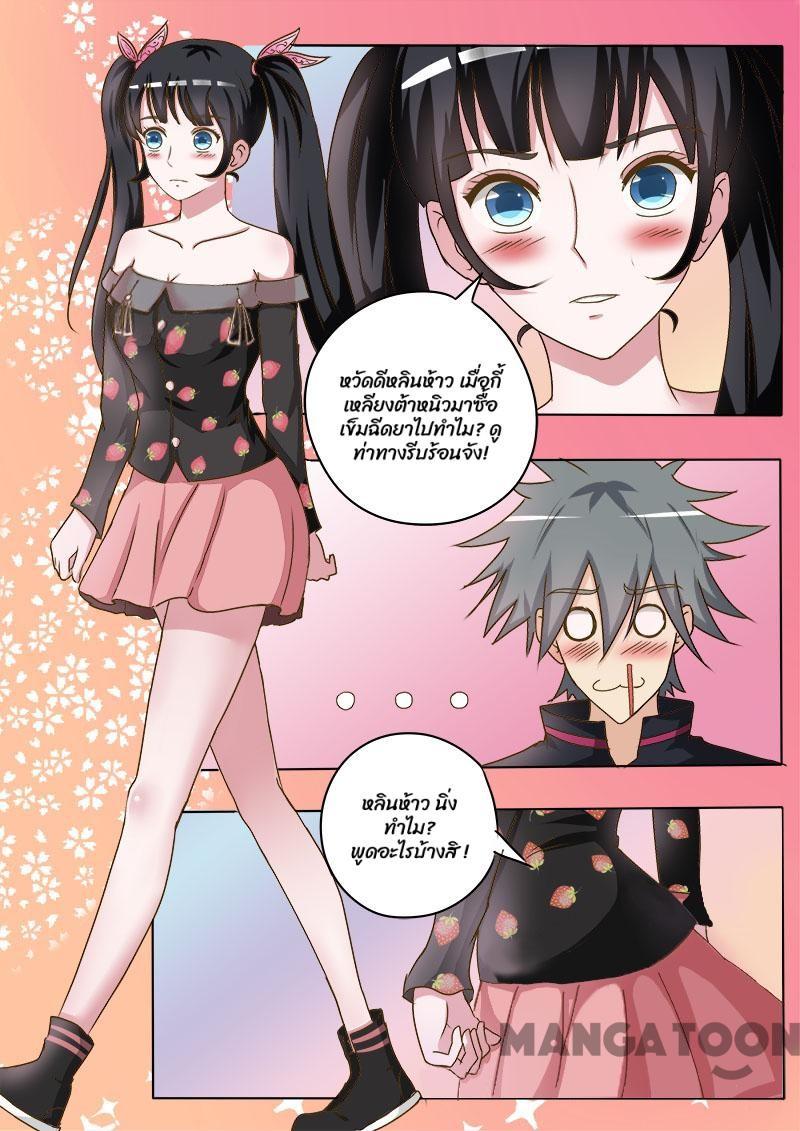 หวัดดีหลินห้าว เมื่อกี้
เหลียงต้าหนิวมาซื้อ
เข็มฉีดยาไปทำไม? ดู
ท่าทางรีบร้อนจัง!
หลินห้าว นิ่ง
ทำไม?
พูดอะไรบ้างสิ !
MANGATOON